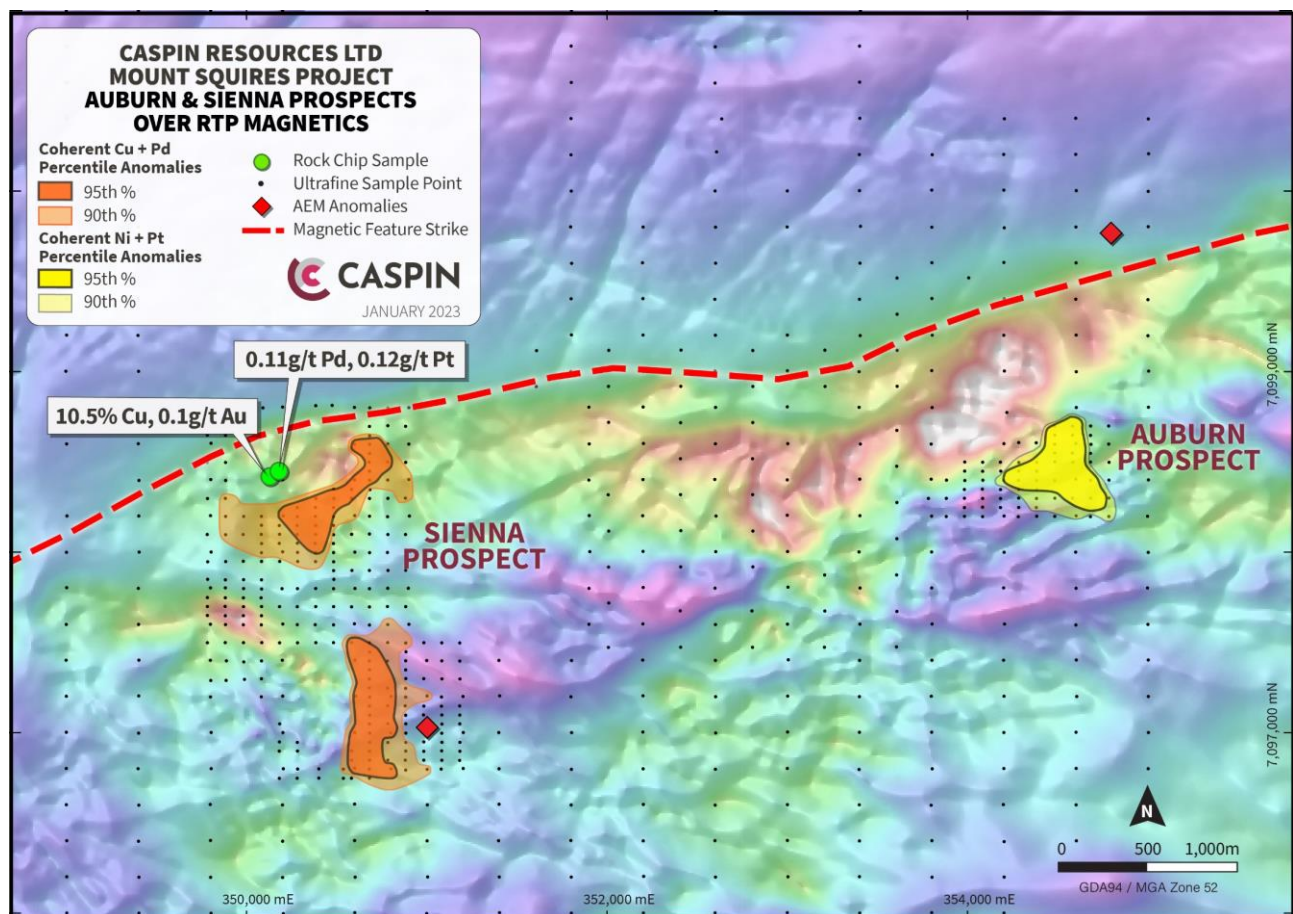 CASPIN RESOURCES LTD
MOUNT SQUIRES PROJECT
AUBURN & SIENNA PROSPECTS
OVER RTP MAGNETICS
Coherent Cu + Pd
Percentile Anomalies
95th %
90th %
Coherent Ni + Pt
Percentile Anomalies
95th %
90th %
Rock Chip Sample
Ultrafine Sample Point
AEM Anomalies
Magnetic Feature Strike
CASPIN
JANUARY 2023
0.11g/t Pd, 0.12g/t Pt
10.5% Cu, 0.1g/t Au
7,099,000 mN
AUBURN
PROSPECT
SIENNA
PROSPECT
7,097,000 mN
N
0 500 1,000m
GDA94 / MGA Zone 52
350,000 mE 352,000 mE 354,000 mE